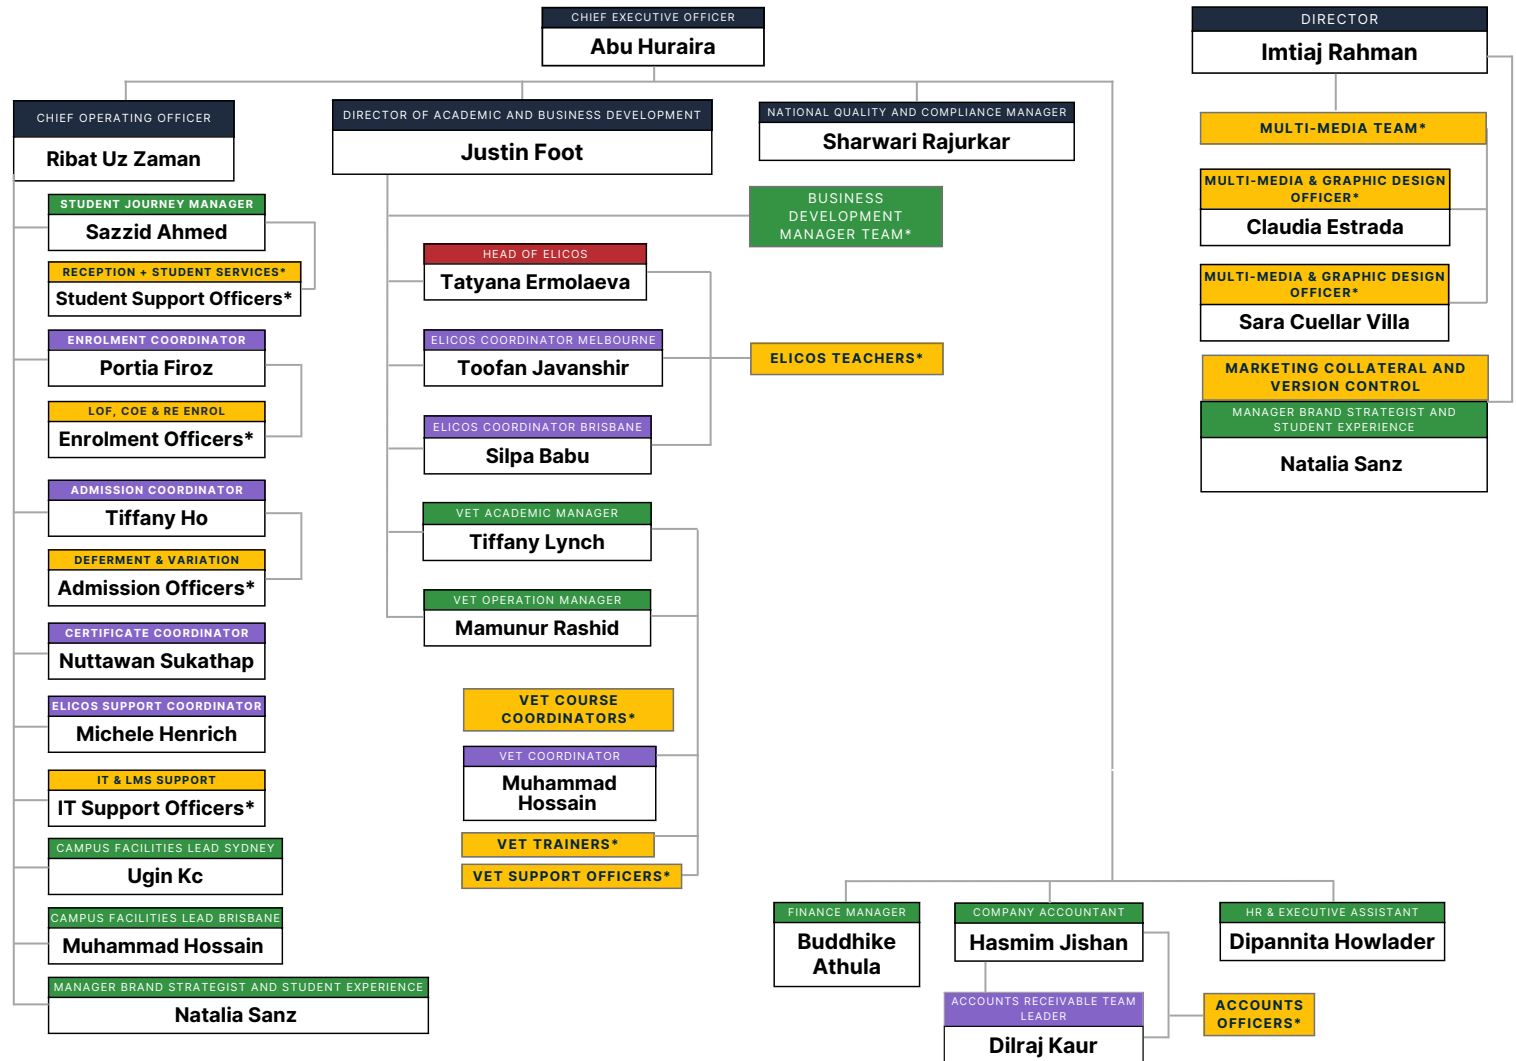 CHIEF EXECUTIVE OFFICER
Abu Huraira
DIRECTOR
Imtiaj Rahman
CHIEF OPERATING OFFICER
Ribat Uz Zaman
DIRECTOR OF ACADEMIC AND BUSINESS DEVELOPMENT
Justin Foot
NATIONAL QUALITY AND COMPLIANCE MANAGER
Sharwari Rajurkar
STUDENT JOURNEY MANAGER
Sazzid Ahmed
RECEPTION + STUDENT SERVICES*
Student Support Officers*
ENROLMENT COORDINATOR
Portia Firoz
LOF, COE & RE ENROL
Enrolment Officers*
ADMISSION COORDINATOR
Tiffany Ho
DEFERMENT & VARIATION
Admission Officers*
CERTIFICATE COORDINATOR
Nuttawan Sukathap
ELICOS SUPPORT COORDINATOR
Michele Henrich
IT & LMS SUPPORT
IT Support Officers*
CAMPUS FACILITIES LEAD SYDNEY
Ugin Kc
CAMPUS FACILITIES LEAD BRISBANE
Muhammad Hossain
MANAGER BRAND STRATEGIST AND STUDENT EXPERIENCE
Natalia Sanz
BUSINESS
DEVELOPMENT
MANAGER TEAM*
HEAD OF ELICOS
Tatyana Ermolaeva
ELICOS COORDINATOR MELBOURNE
Toofan Javanshir
ELICOS TEACHERS*
ELICOS COORDINATOR BRISBANE
Silpa Babu
VET ACADEMIC MANAGER
Tiffany Lynch
VET OPERATION MANAGER
Mamunur Rashid
VET COURSE
COORDINATORS*
VET COORDINATOR
Muhammad
Hossain
VET TRAINERS*
VET SUPPORT OFFICERS*
FINANCE MANAGER
Buddhike
Athula
COMPANY ACCOUNTANT
Hasmim Jishan
ACCOUNTS RECEIVABLE TEAM
LEADER
Dilraj Kaur
ACCOUNTS
OFFICERS*
HR & EXECUTIVE ASSISTANT
Dipannita Howlader
MULTI-MEDIA TEAM*
MULTI-MEDIA & GRAPHIC DESIGN
OFFICER*
Claudia Estrada
MULTI-MEDIA & GRAPHIC DESIGN
OFFICER*
Sara Cuellar Villa
MARKETING COLLATERAL AND
VERSION CONTROL
MANAGER BRAND STRATEGIST AND
STUDENT EXPERIENCE
Natalia Sanz